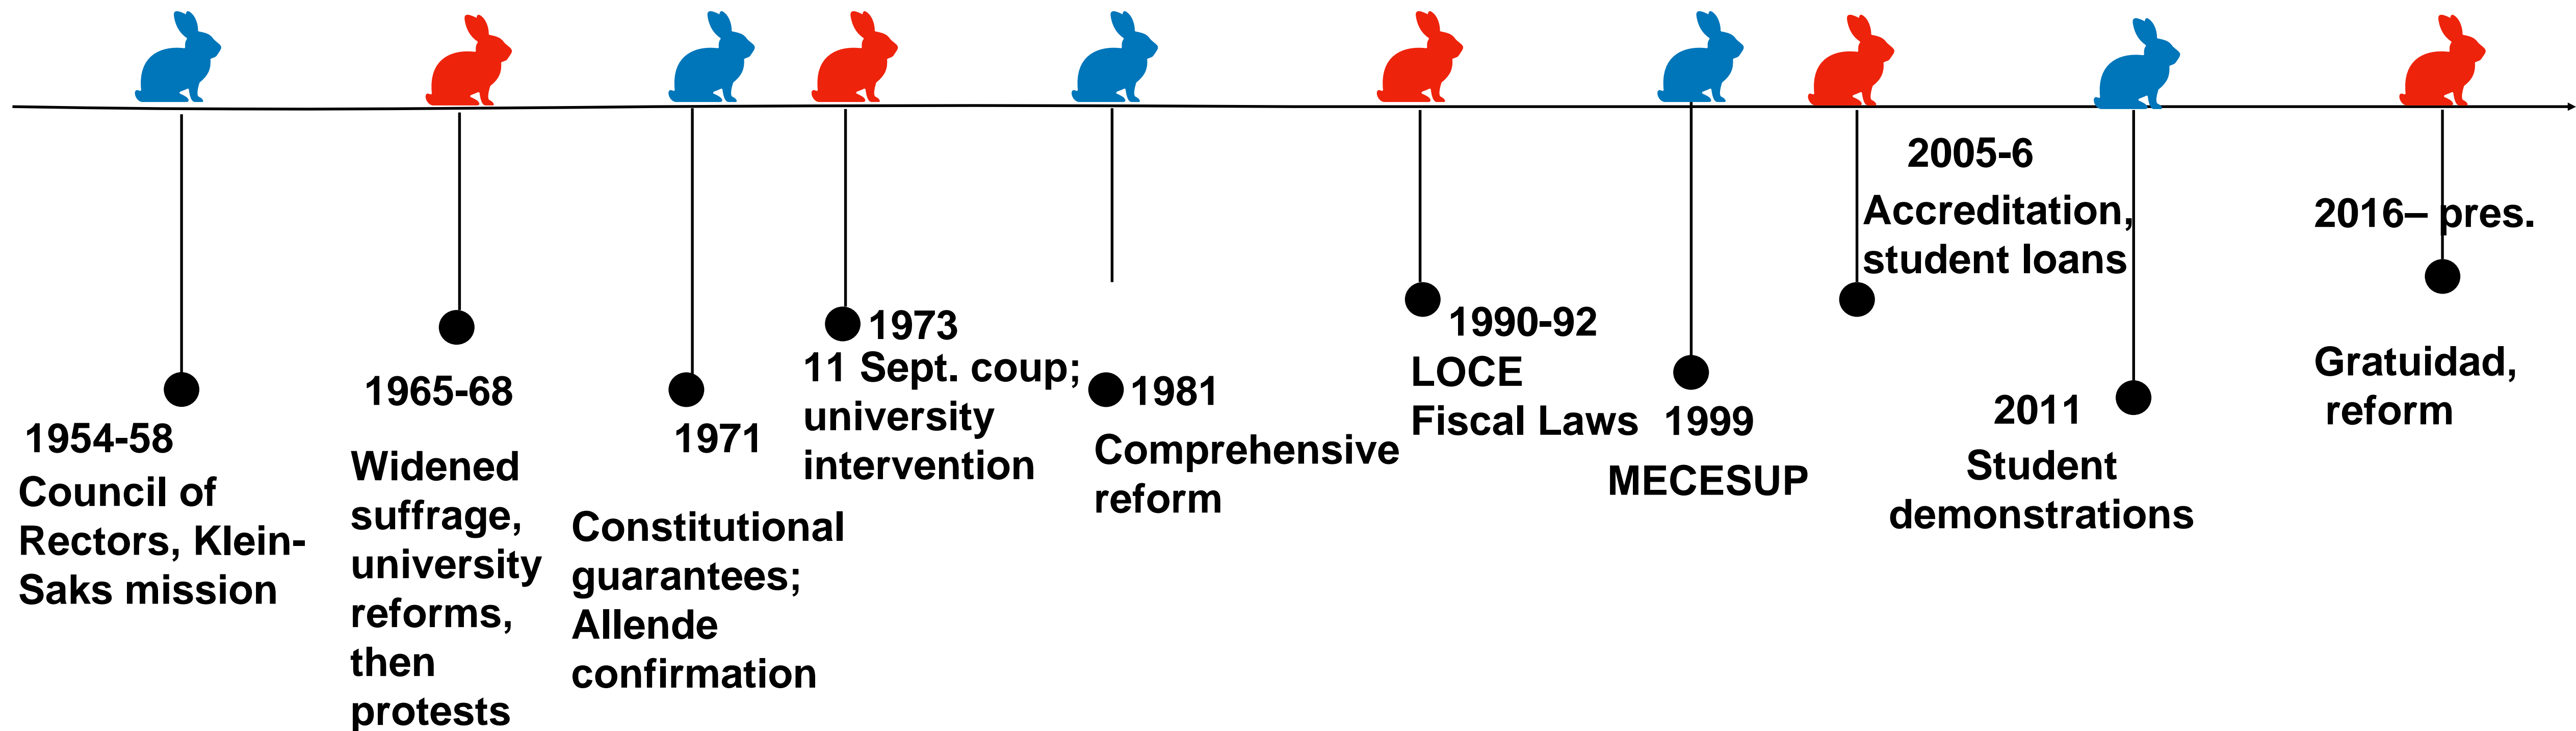 1954-58
Council of
Rectors, Klein-
Saks mission
1965-68
Widened
suffrage,
university
reforms,
then
protests
1971
Constitutional
guarantees;
Allende
confirmation
1973
11 Sept. coup;
university
intervention
1981
Comprehensive
reform
1990-92
LOCE
Fiscal Laws
1999
MECESUP
2005-6
Accreditation,
student loans
2011
Student
demonstrations
2016– pres.
Gratuidad,
reform